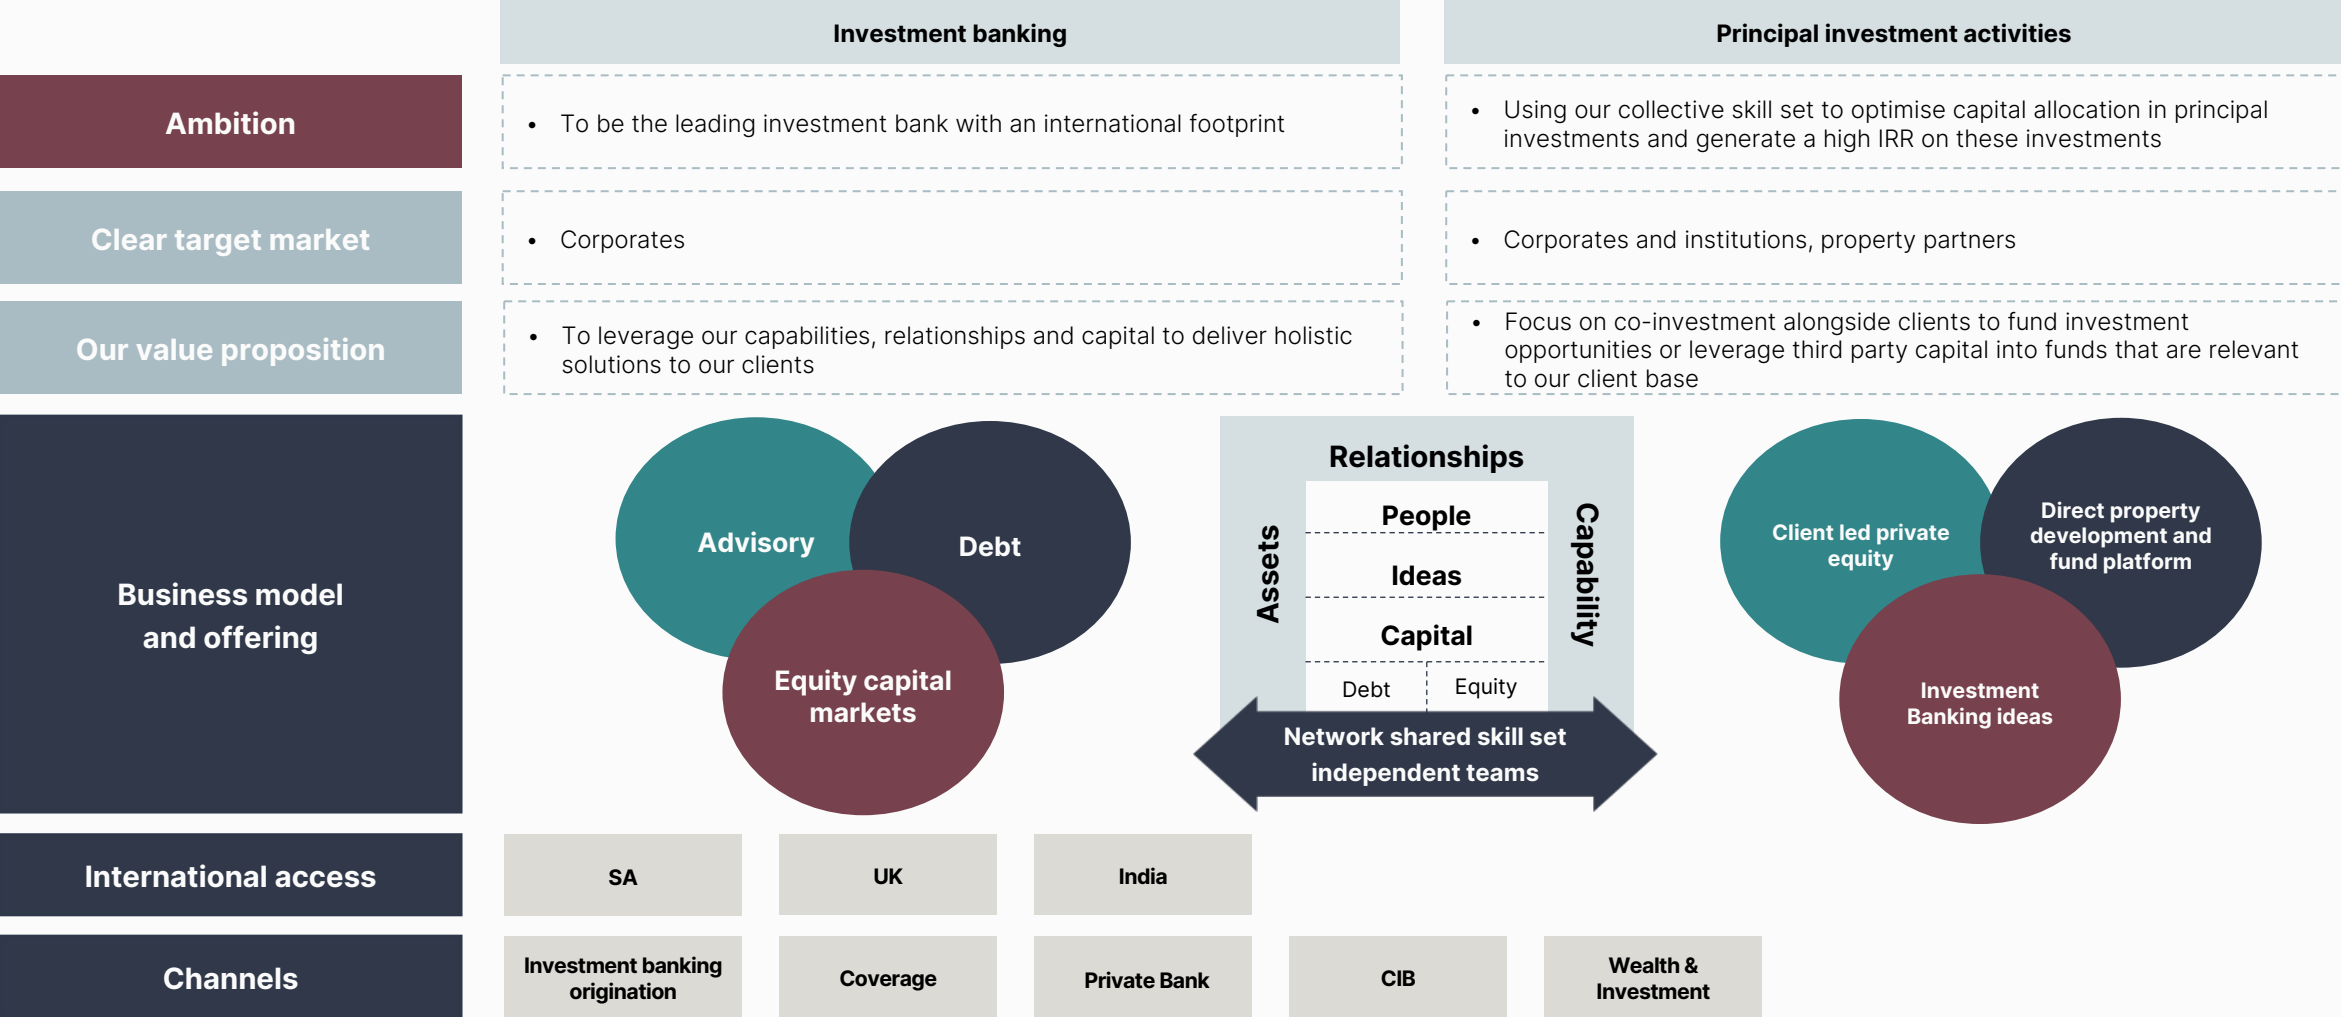 Investment banking
Principal investment activities
Ambition
• To be the leading investment bank with an international footprint
• Using our collective skill set to optimise capital allocation in principal
investments and generate a high IRR on these investments
Clear target market
• Corporates
• Corporates and institutions, property partners
Our value proposition
• To leverage our capabilities, relationships and capital to deliver holistic
solutions to our clients
• Focus on co-investment alongside clients to fund investment
opportunities or leverage third party capital into funds that are relevant
to our client base
Business model
and offering
Advisory
Debt
Equity capital
markets
Relationships
Assets
People
Ideas
Capital
Debt
Equity
Capability
Network shared skill set
independent teams
Client led private
equity
Direct property
development and
fund platform
Investment
Banking ideas
International access
SA
UK
India
Channels
Investment banking
origination
Coverage
Private Bank
CIB
Wealth &
Investment